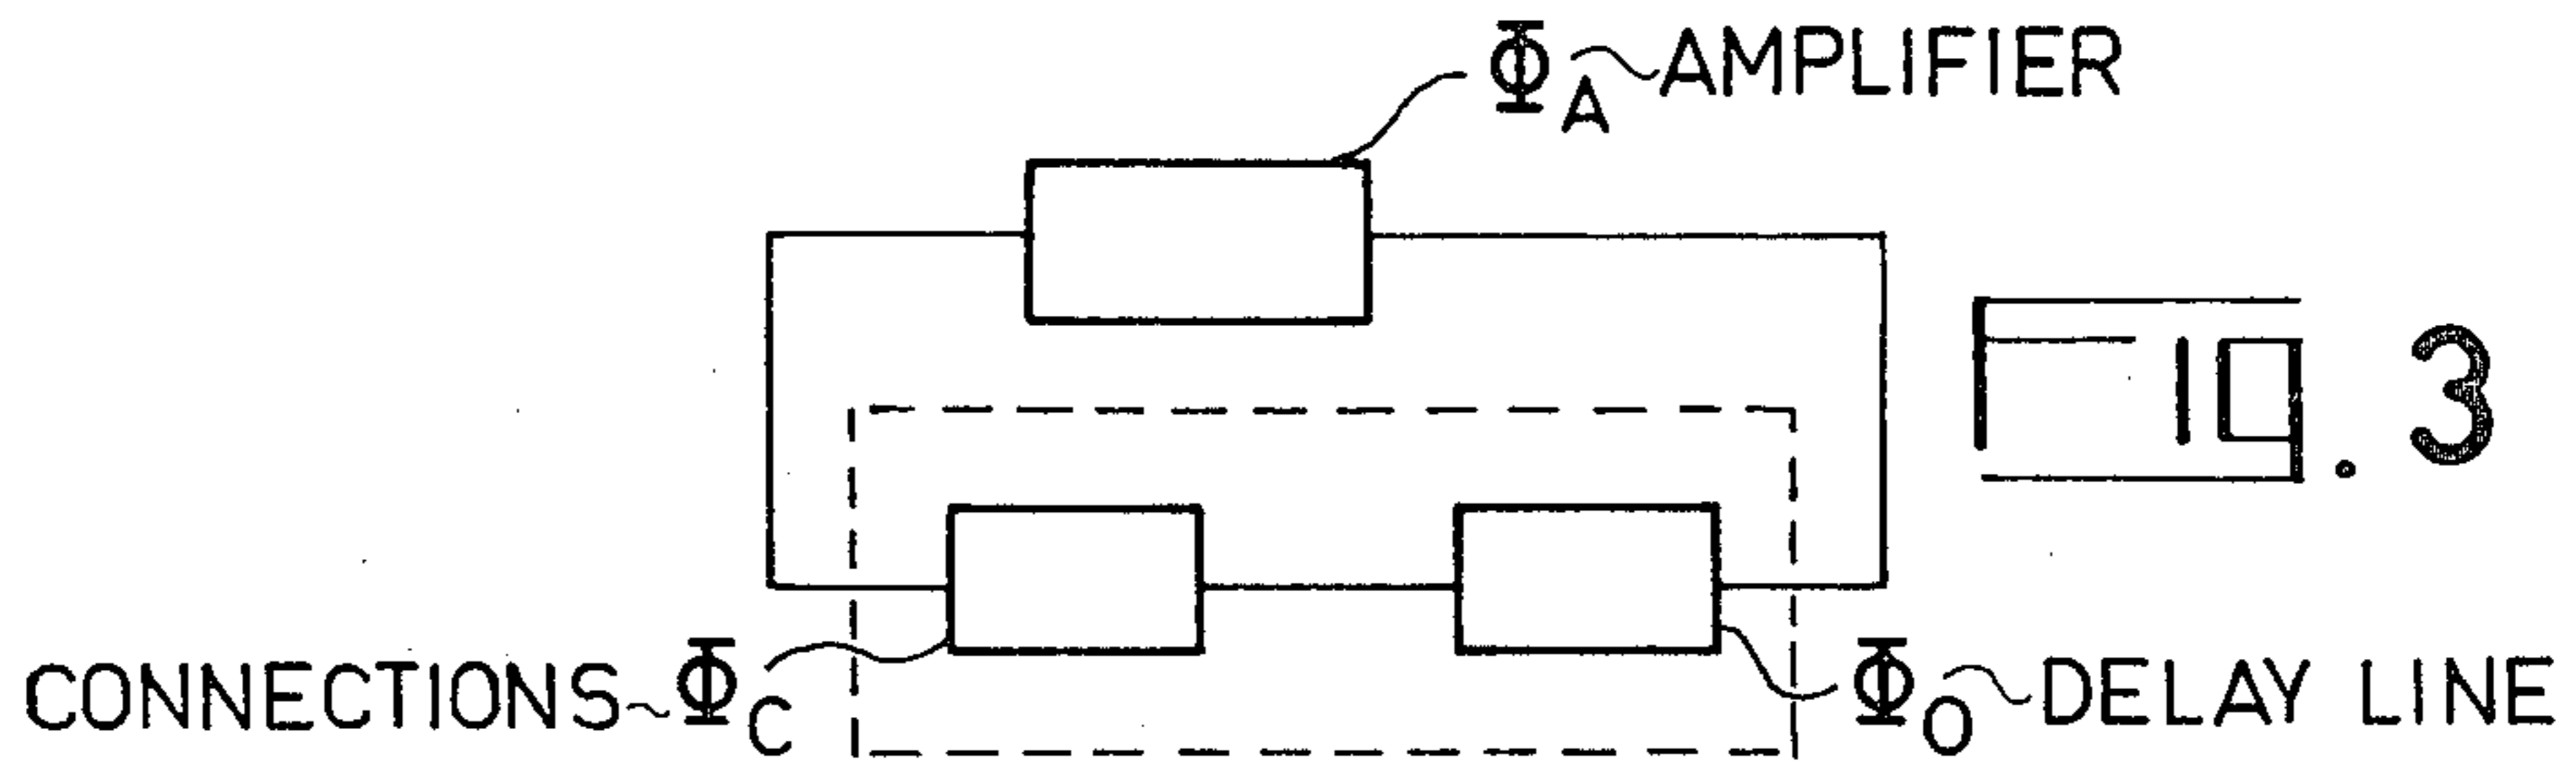 Φ_A AMPLIFIER
FIG. 3
CONNECTIONS Φ_C
Φ_O DELAY LINE